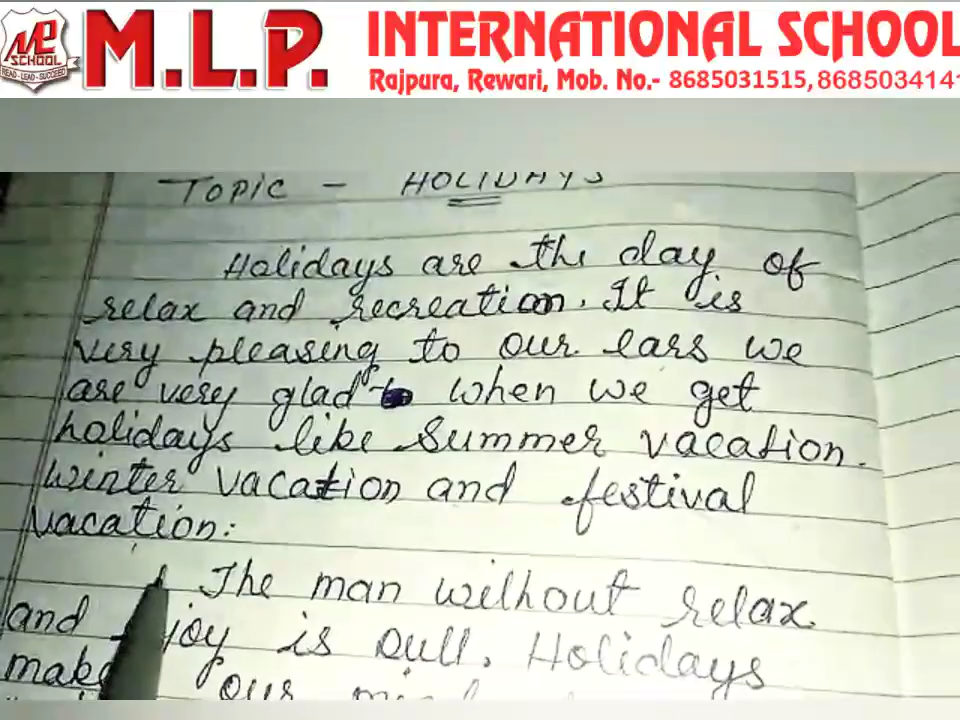 MLP
SCHOOL
READ - LEAD - SUCCEED
M.L.P. INTERNATIONAL SCHOOL
Rajpura, Rewari, Mob. No.- 8685031515, 868503414
TOPIC - HOLIDAYS
Holidays are the day of
relax and recreation. It is
very pleasing to our ears we
are very glad when we get
holidays like Summer vacation.
Winter vacation and festival
vacation:
The man without relax
and joy is dull. Holidays
make our